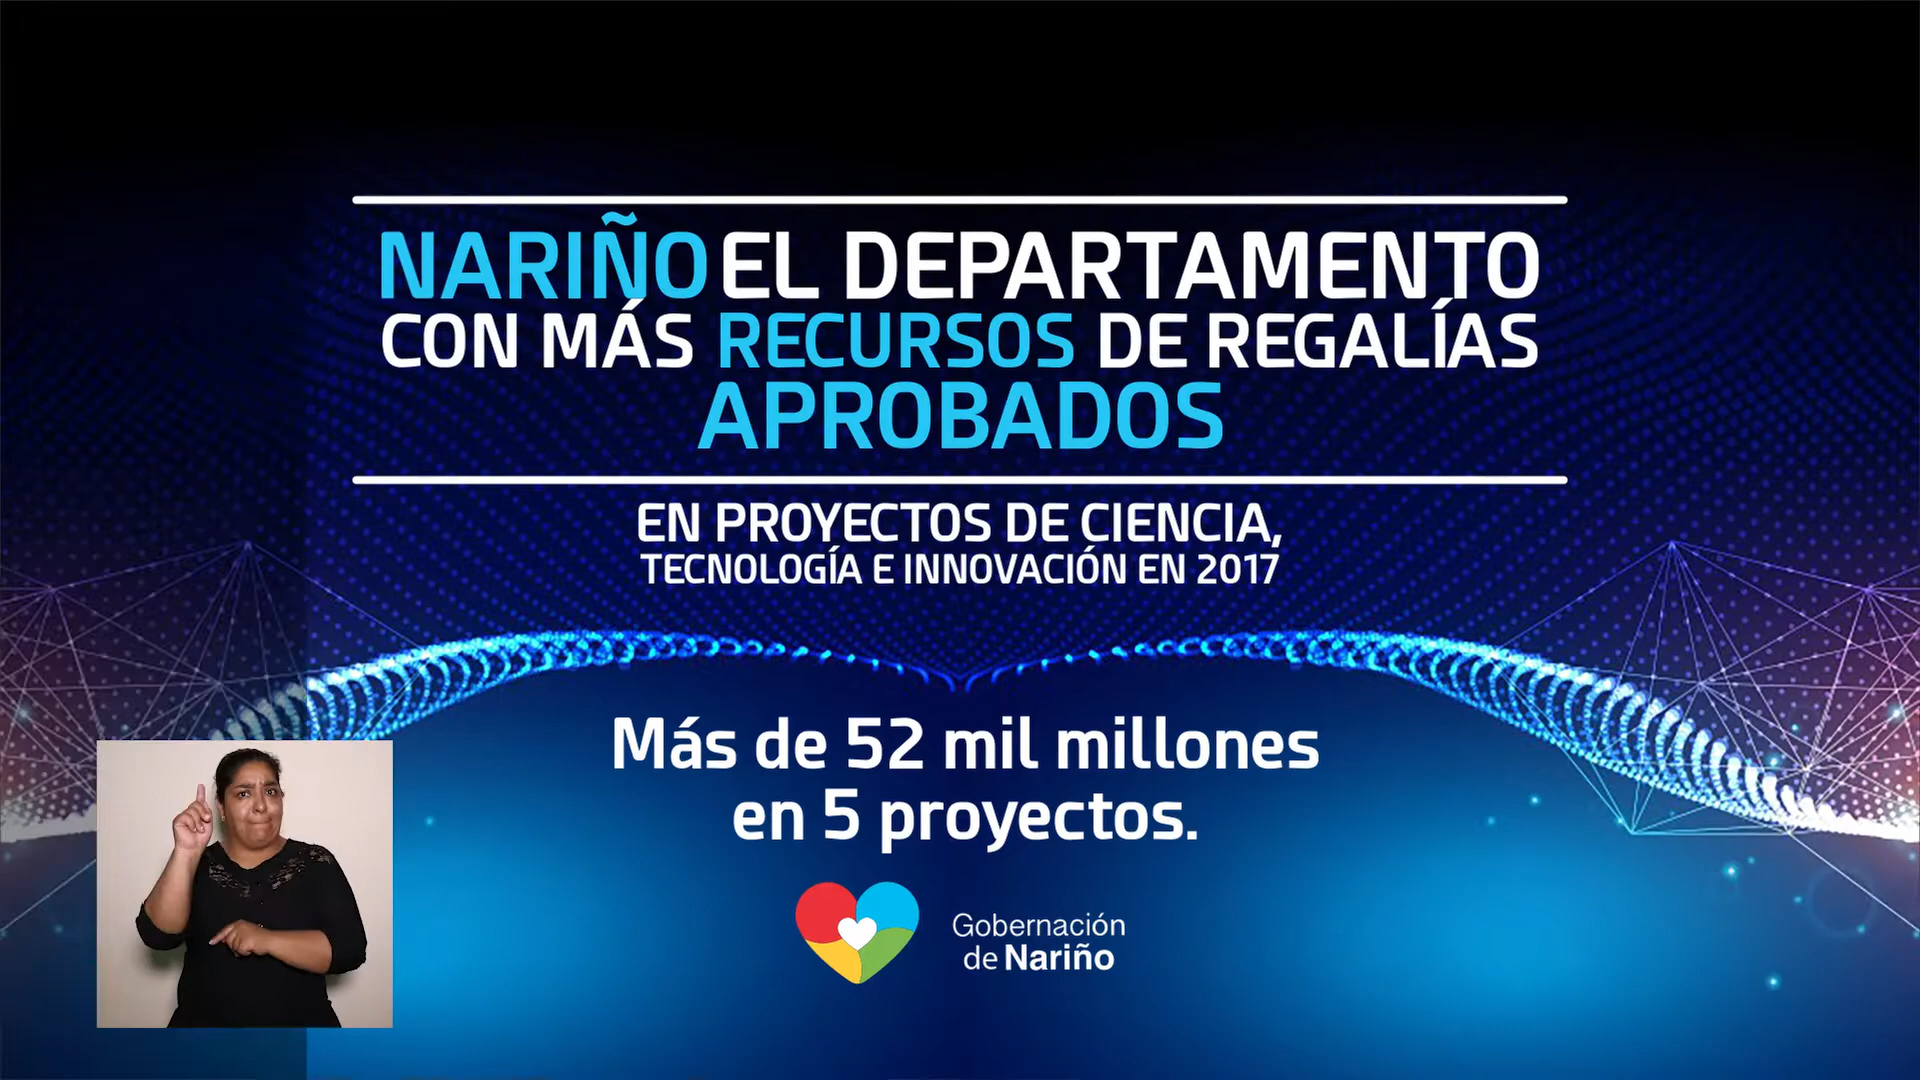 NARIÑO EL DEPARTAMENTO
CON MÁS RECURSOS DE REGALÍAS
APROBADOS
EN PROYECTOS DE CIENCIA,
TECNOLOGÍA E INNOVACIÓN EN 2017
Más de 52 mil millones
en 5 proyectos.
Gobernación
de Nariño